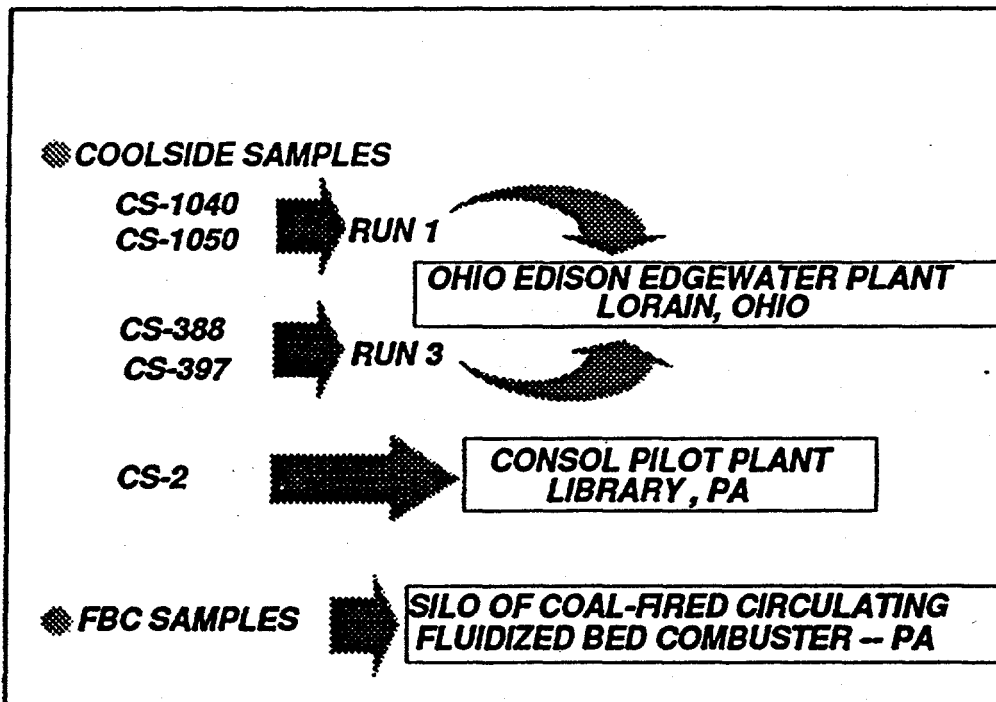 COOLSIDE SAMPLES
CS-1040
CS-1050
RUN 1
OHIO EDISON EDGEWATER PLANT
LORAIN, OHIO
CS-388
CS-397
RUN 3
CS-2
CONSOL PILOT PLANT
LIBRARY , PA
FBC SAMPLES
SILO OF COAL-FIRED CIRCULATING
FLUIDIZED BED COMBUSTER -- PA